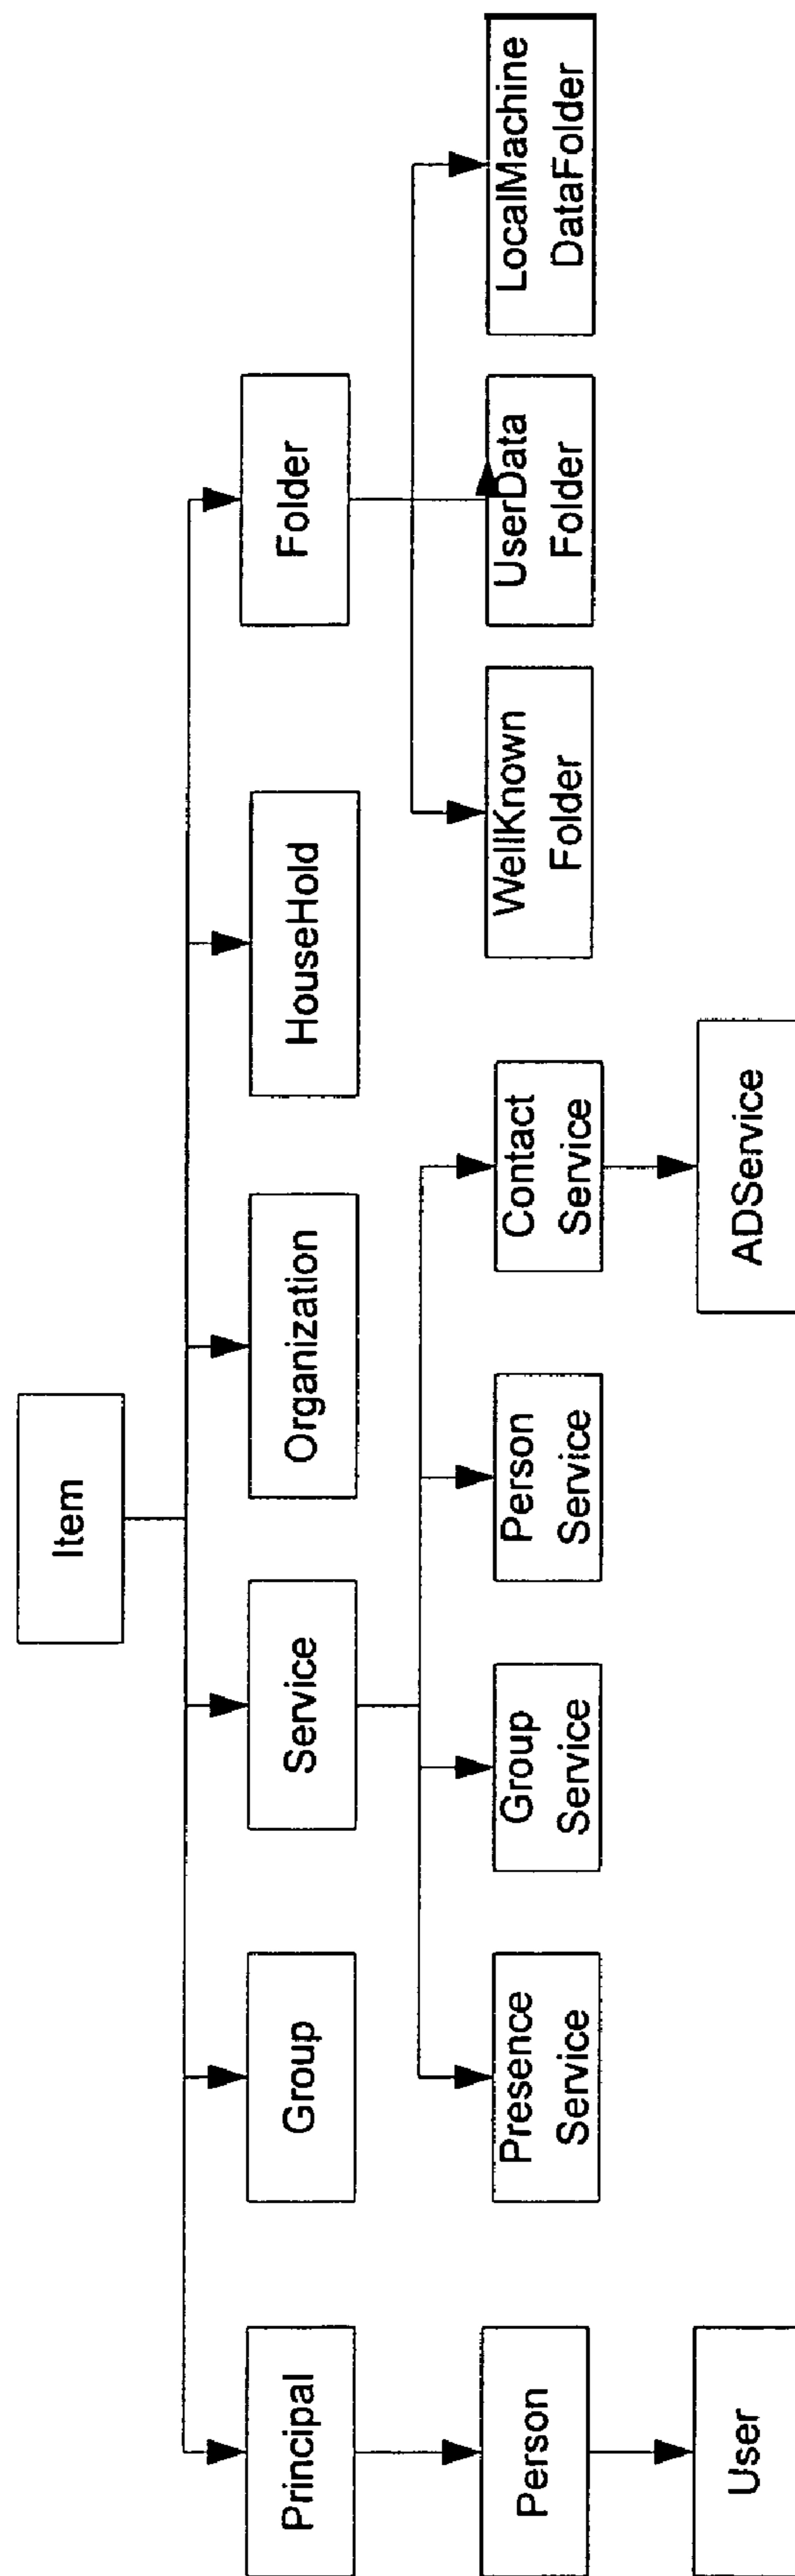 Item
Principal
Group
Service
Organization
HouseHold
Folder
Person
Presence
Service
Group
Service
Person
Service
Contact
Service
WellKnown
Folder
UserData
Folder
LocalMachine
DataFolder
User
ADService